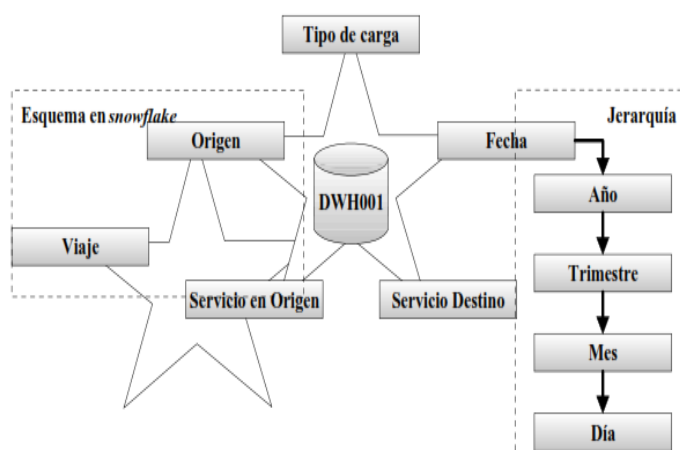 Tipo de carga
Esquema en snowflake
Jerarquía
Origen
Fecha
DWH001
Año
Viaje
Trimestre
Servicio en Origen
Servicio Destino
Mes
Día